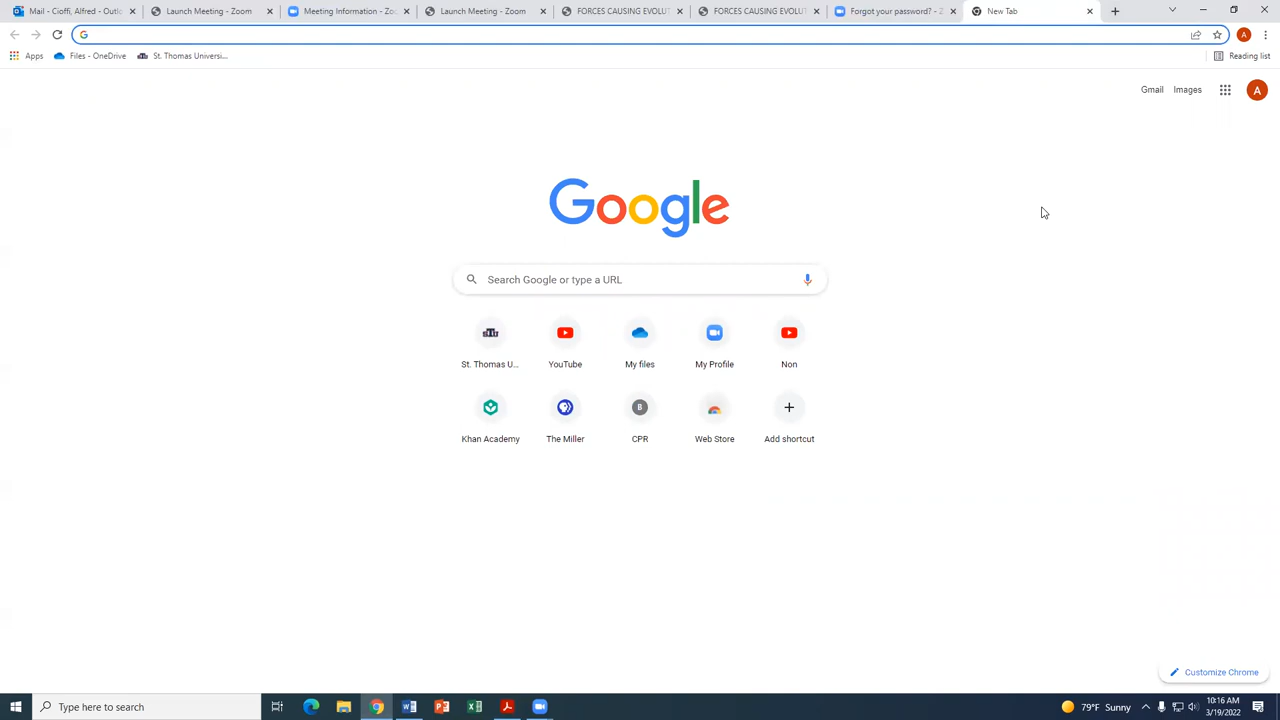 Mail - Cioffi, Alfred - Outlo
Launch Meeting - Zoom
Meeting Information - Zo
Launch Meeting - Zoom
FORCES CAUSING EVOLUT
FORCES CAUSING EVOLUT
Forgot your password? - Z
New Tab
A
Apps
Files - OneDrive
St. Thomas Universi...
Reading list
Gmail
Images
A
Google
Search Google or type a URL
St. Thomas U...
YouTube
My files
My Profile
Non
B
Khan Academy
The Miller
CPR
Web Store
Add shortcut
Customize Chrome
Type here to search
79°F Sunny
10:16 AM
3/19/2022